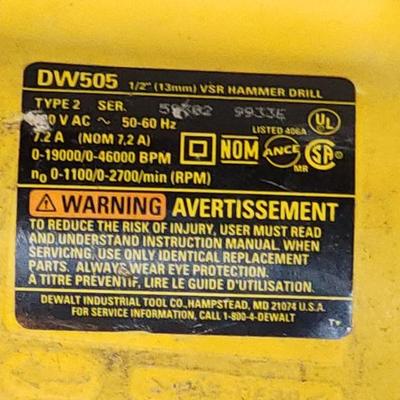 DW505 1/2" (13mm) VSR HAMMER DRILL
TYPE 2 SER.
V AC ~ 50-60 Hz
7.2 A (NOM 7,2 A)
LISTED 406A
UL
NOM ANCE SA
MR
0-19000/0-46000 BPM
n0 0-1100/0-2700/min (RPM)
WARNING AVERTISSEMENT
TO REDUCE THE RISK OF INJURY, USER MUST READ
AND UNDERSTAND INSTRUCTION MANUAL. WHEN
SERVICING, USE ONLY IDENTICAL REPLACEMENT
PARTS. ALWAYS WEAR EYE PROTECTION.
A TITRE PRÉVENTIF, LIRE LE GUIDE D'UTILISATION.
DEWALT INDUSTRIAL TOOL CO., HAMPSTEAD, MD 21074 U.S.A.
FOR SERVICE INFORMATION, CALL 1-800-4-DEWALT